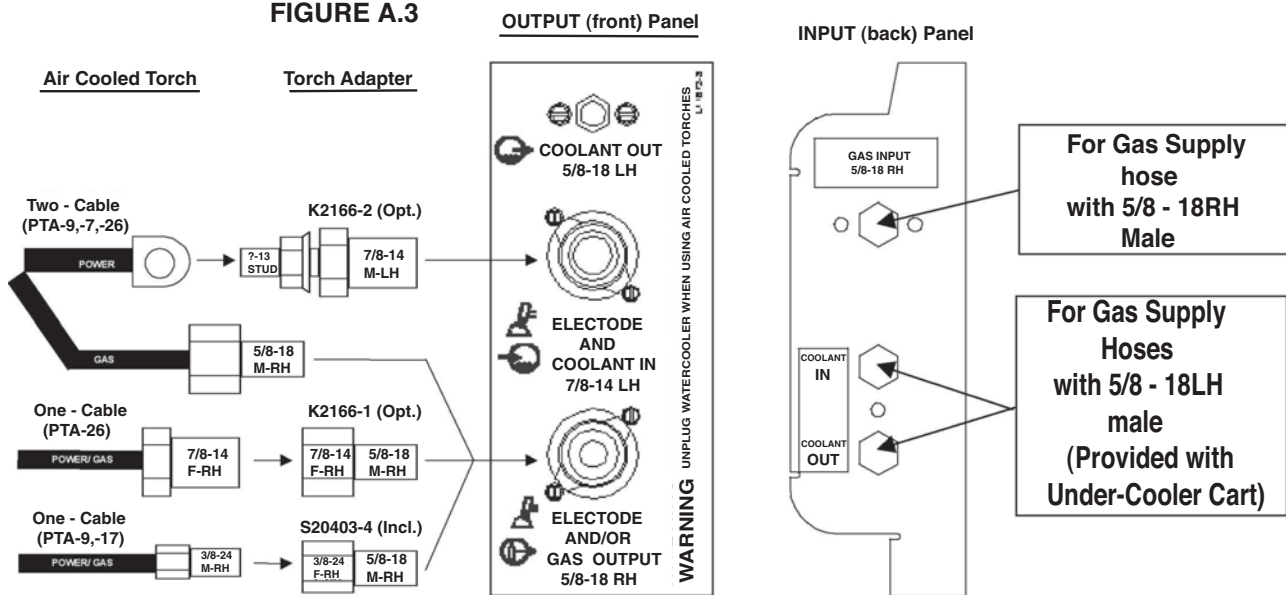 FIGURE A.3
OUTPUT (front) Panel
INPUT (back) Panel
Air Cooled Torch
Torch Adapter
Two - Cable
(PTA-9,-7,-26)
POWER
GAS
K2166-2 (Opt.)
?-13
STUD
7/8-14
M-LH
5/8-18
M-RH
One - Cable
(PTA-26)
POWER/ GAS
7/8-14
F-RH
K2166-1 (Opt.)
7/8-14
F-RH
5/8-18
M-RH
One - Cable
(PTA-9,-17)
POWER/ GAS
3/8-24
M-RH
S20403-4 (Incl.)
3/8-24
F-RH
5/8-18
M-RH
COOLANT OUT
5/8-18 LH
ELECTODE
AND
COOLANT IN
7/8-14 LH
ELECTODE
AND/OR
GAS OUTPUT
5/8-18 RH
WARNING UNPLUG WATERCOOLER WHEN USING AIR COOLED TORCHES
GAS INPUT
5/8-18 RH
COOLANT
IN
COOLANT
OUT
For Gas Supply
hose
with 5/8 - 18RH
Male
For Gas Supply
Hoses
with 5/8 - 18LH
male
(Provided with
Under-Cooler Cart)